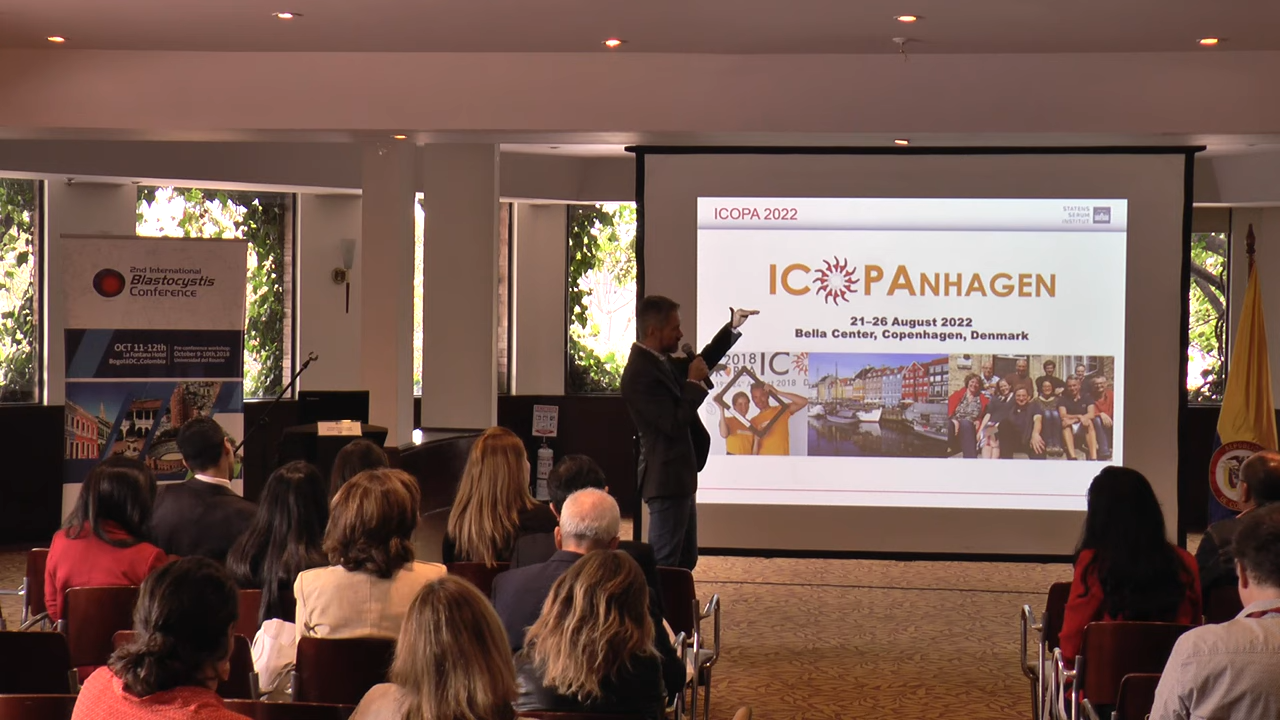 2nd International
Blastocystis
Conference
OCT 11-12th
La Fontana Hotel
Bogotá DC, Colombia
Pre-conference workshop
October 9-10th, 2018
Universidad del Rosario
ICOPA 2022
STATENS
SERUM
INSTITUT
ICOPANHAGEN
21–26 August 2022
Bella Center, Copenhagen, Denmark
2018
IC
August 2018